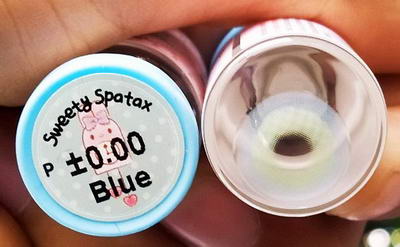 Sweety Spatax
P ±0.00
Blue